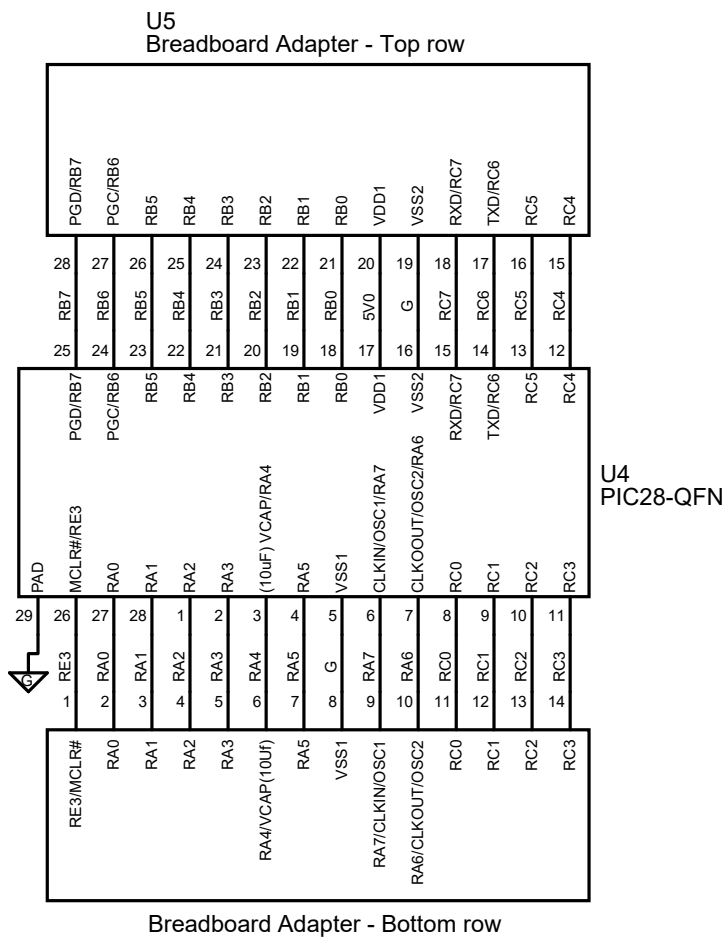 U5
Breadboard Adapter - Top row
PGD/RB7 PGC/RB6 RB5 RB4 RB3 RB2 RB1 RB0 VDD1 VSS2 RXD/RC7 TXD/RC6 RC5 RC4
28 27 26 25 24 23 22 21 20 19 18 17 16 15
RB7 RB6 RB5 RB4 RB3 RB2 RB1 RB0 5V0 G RC7 RC6 RC5 RC4
25 24 23 22 21 20 19 18 17 16 15 14 13 12
PGD/RB7 PGC/RB6 RB5 RB4 RB3 RB2 RB1 RB0 VDD1 VSS2 RXD/RC7 TXD/RC6 RC5 RC4
U4
PIC28-QFN
PAD MCLR#/RE3 RA0 RA1 RA2 RA3 (10uF) VCAP/RA4 RA5 VSS1 CLKIN/OSC1/RA7 CLKOOUT/OSC2/RA6 RC0 RC1 RC2 RC3
29 26 27 28 1 2 3 4 5 6 7 8 9 10 11
G RE3 RA0 RA1 RA2 RA3 RA4 RA5 G RA7 RA6 RC0 RC1 RC2 RC3
1 2 3 4 5 6 7 8 9 10 11 12 13 14
RE3/MCLR# RA0 RA1 RA2 RA3 RA4/VCAP(10Uf) RA5 VSS1 RA7/CLKIN/OSC1 RA6/CLKOUT/OSC2 RC0 RC1 RC2 RC3
Breadboard Adapter - Bottom row